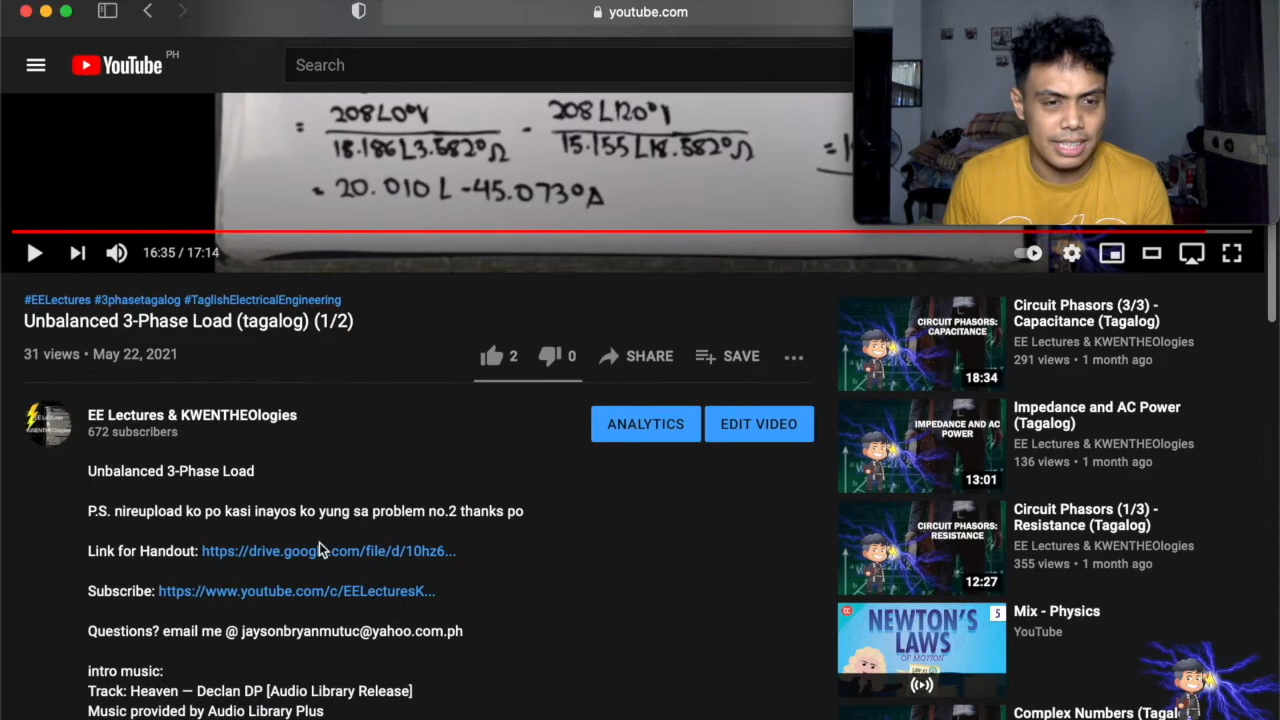 youtube.com
YouTube PH
Search
208∠0°V 208∠120°V
= - =1
18.186∠3.582°Ω 15.155∠18.582°Ω
= 20.010∠-45.073°A
16:35 / 17:14
#EELectures #3phasetagalog #TaglishElectricalEngineering
Unbalanced 3-Phase Load (tagalog) (1/2)
31 views • May 22, 2021
2 0 SHARE SAVE
EE Lectures & KWENTHEOlogies
672 subscribers
ANALYTICS EDIT VIDEO
Unbalanced 3-Phase Load
P.S. nireupload ko po kasi inayos ko yung sa problem no.2 thanks po
Link for Handout: https://drive.google.com/file/d/10hz6...
Subscribe: https://www.youtube.com/c/EELecturesK...
Questions? email me @ jaysonbryanmutuc@yahoo.com.ph
intro music:
Track: Heaven — Declan DP [Audio Library Release]
Music provided by Audio Library Plus
CIRCUIT PHASORS:
CAPACITANCE
18:34
Circuit Phasors (3/3) -
Capacitance (Tagalog)
EE Lectures & KWENTHEOlogies
291 views • 1 month ago
IMPEDANCE AND AC
POWER
13:01
Impedance and AC Power
(Tagalog)
EE Lectures & KWENTHEOlogies
136 views • 1 month ago
CIRCUIT PHASORS:
RESISTANCE
12:27
Circuit Phasors (1/3) -
Resistance (Tagalog)
EE Lectures & KWENTHEOlogies
355 views • 1 month ago
NEWTON'S
LAWS
OF MOTION
5
Mix - Physics
YouTube
Complex Numbers (Tagal